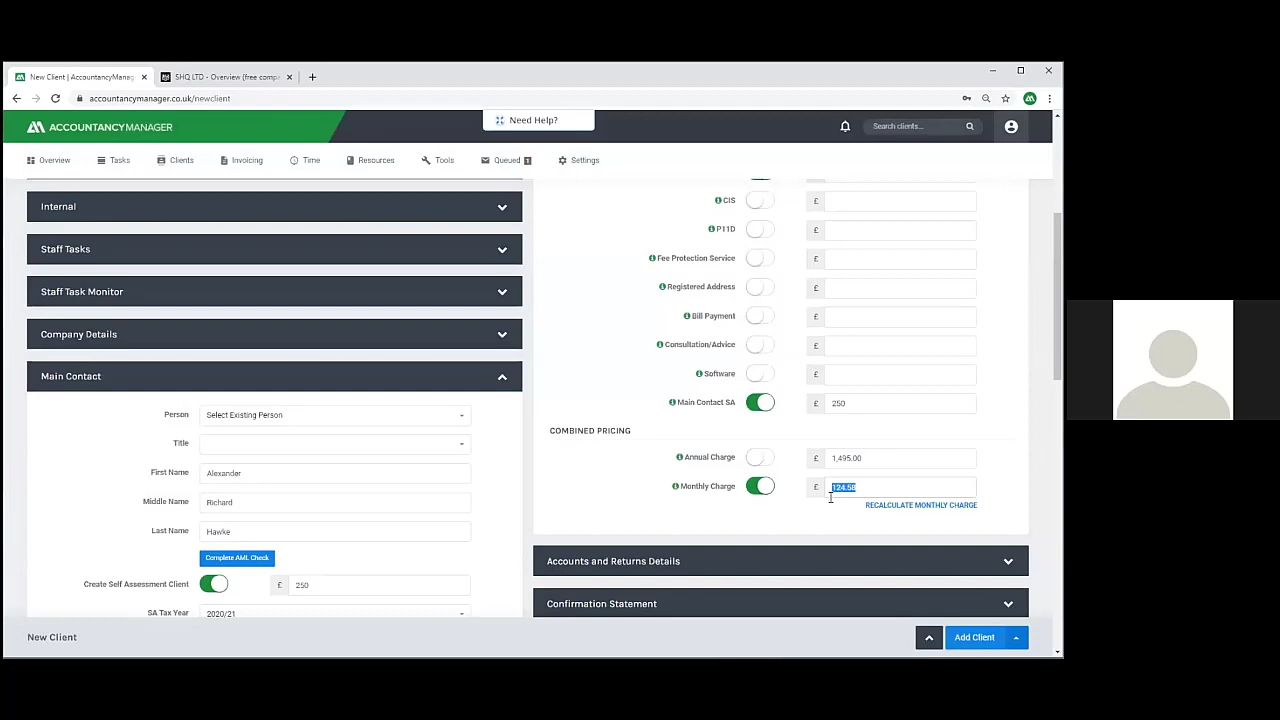 New Client | AccountancyManag
SHQ LTD - Overview (free comp
accountancymanager.co.uk/newclient
ACCOUNTANCYMANAGER
Need Help?
Search clients...
Overview
Tasks
Clients
Invoicing
Time
Resources
Tools
Queued 1
Settings
Internal
Staff Tasks
Staff Task Monitor
Company Details
Main Contact
Person Select Existing Person
Title
First Name Alexander
Middle Name Richard
Last Name Hawke
Complete AML Check
Create Self Assessment Client £ 250
SA Tax Year 2020/21
CIS £
P11D £
Fee Protection Service £
Registered Address £
Bill Payment £
Consultation/Advice £
Software £
Main Contact SA £ 250
COMBINED PRICING
Annual Charge £ 1,495.00
Monthly Charge £ 124.58
RECALCULATE MONTHLY CHARGE
Accounts and Returns Details
Confirmation Statement
New Client
Add Client